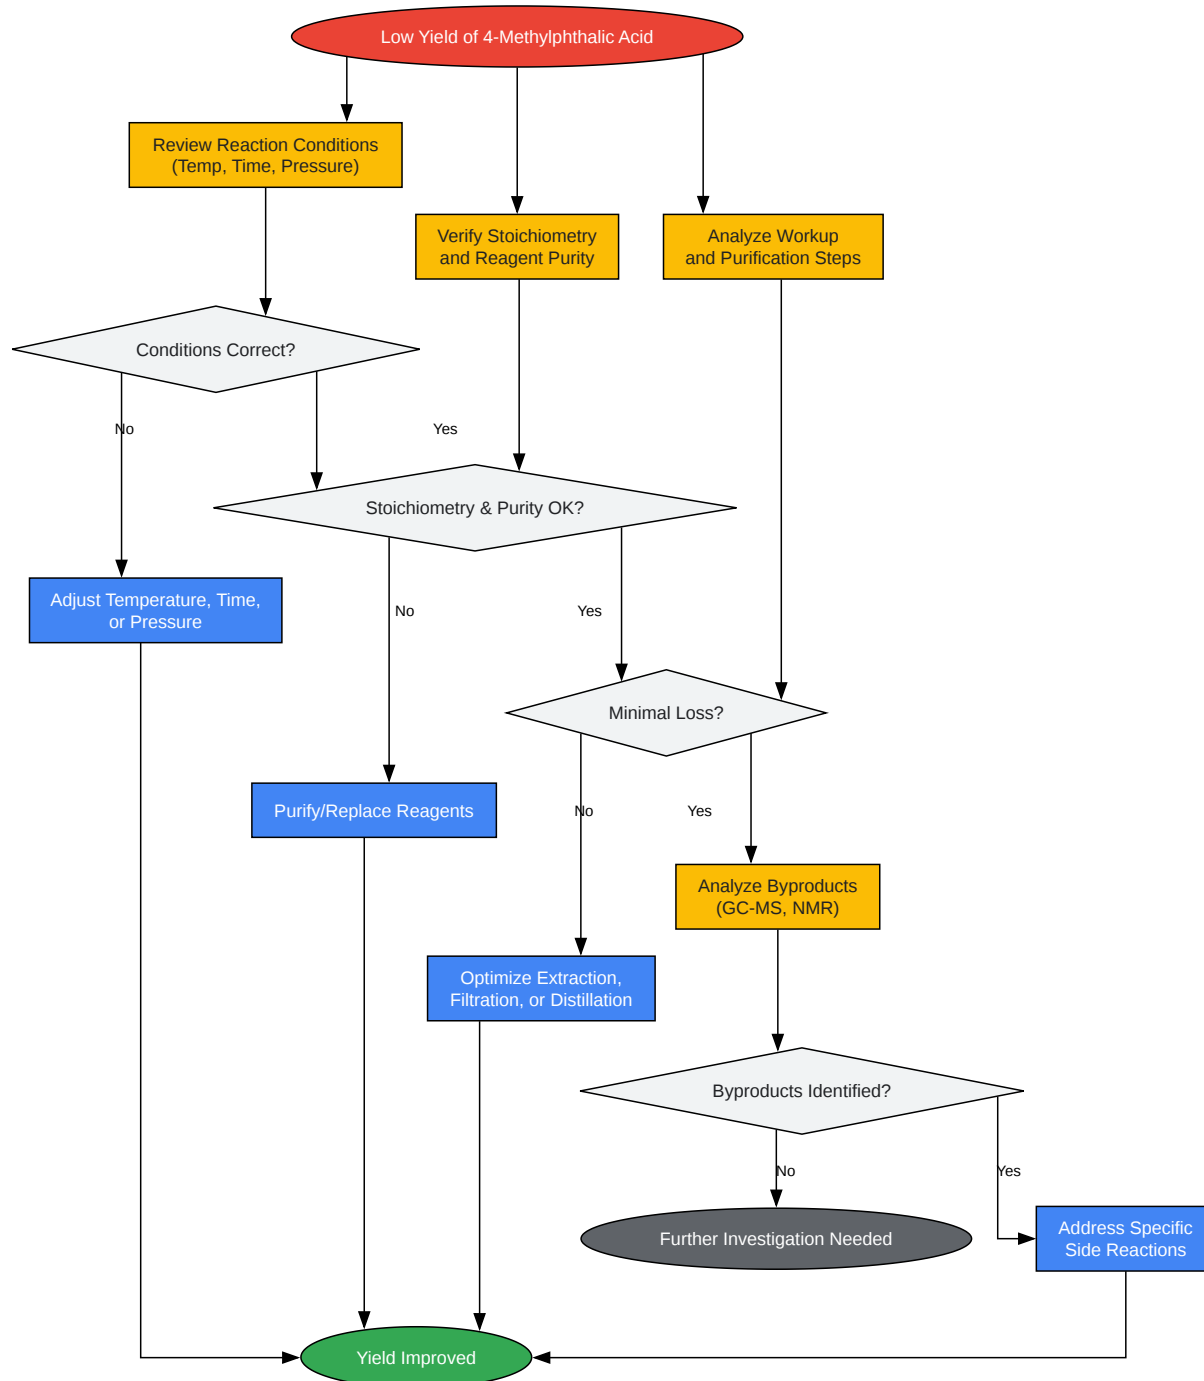 Low Yield of 4-Methylphthalic Acid
Review Reaction Conditions
(Temp, Time, Pressure)
Verify Stoichiometry
and Reagent Purity
Analyze Workup
and Purification Steps
Conditions Correct?
No
Yes
Stoichiometry & Purity OK?
Adjust Temperature, Time,
or Pressure
No
Yes
Minimal Loss?
Purify/Replace Reagents
No
Yes
Analyze Byproducts
(GC-MS, NMR)
Optimize Extraction,
Filtration, or Distillation
Byproducts Identified?
No
Yes
Further Investigation Needed
Address Specific
Side Reactions
Yield Improved